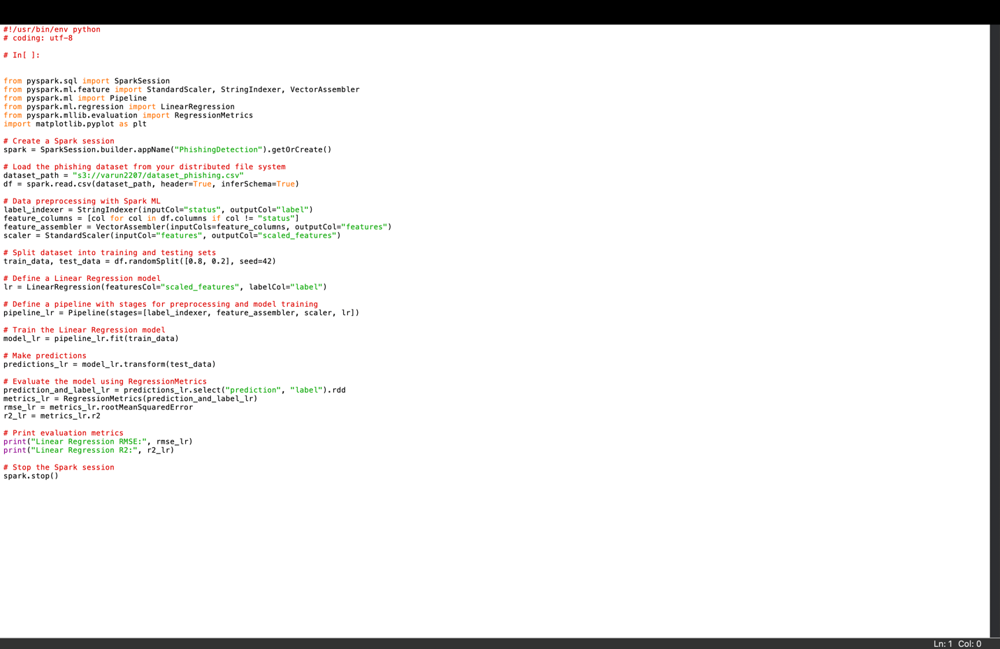 #!/usr/bin/env python
# coding: utf-8
# In[ ]:
from pyspark.sql import SparkSession
from pyspark.ml.feature import StandardScaler, StringIndexer, VectorAssembler
from pyspark.ml import Pipeline
from pyspark.ml.regression import LinearRegression
from pyspark.mllib.evaluation import RegressionMetrics
import matplotlib.pyplot as plt
# Create a Spark session
spark = SparkSession.builder.appName("PhishingDetection").getOrCreate()
# Load the phishing dataset from your distributed file system
dataset_path = "s3://varun2207/dataset_phishing.csv"
df = spark.read.csv(dataset_path, header=True, inferSchema=True)
# Data preprocessing with Spark ML
label_indexer = StringIndexer(inputCol="status", outputCol="label")
feature_columns = [col for col in df.columns if col != "status"]
feature_assembler = VectorAssembler(inputCols=feature_columns, outputCol="features")
scaler = StandardScaler(inputCol="features", outputCol="scaled_features")
# Split dataset into training and testing sets
train_data, test_data = df.randomSplit([0.8, 0.2], seed=42)
# Define a Linear Regression model
lr = LinearRegression(featuresCol="scaled_features", labelCol="label")
# Define a pipeline with stages for preprocessing and model training
pipeline_lr = Pipeline(stages=[label_indexer, feature_assembler, scaler, lr])
# Train the Linear Regression model
model_lr = pipeline_lr.fit(train_data)
# Make predictions
predictions_lr = model_lr.transform(test_data)
# Evaluate the model using RegressionMetrics
prediction_and_label_lr = predictions_lr.select("prediction", "label").rdd
metrics_lr = RegressionMetrics(prediction_and_label_lr)
rmse_lr = metrics_lr.rootMeanSquaredError
r2_lr = metrics_lr.r2
# Print evaluation metrics
print("Linear Regression RMSE:", rmse_lr)
print("Linear Regression R2:", r2_lr)
# Stop the Spark session
spark.stop()
Ln: 1 Col: 0